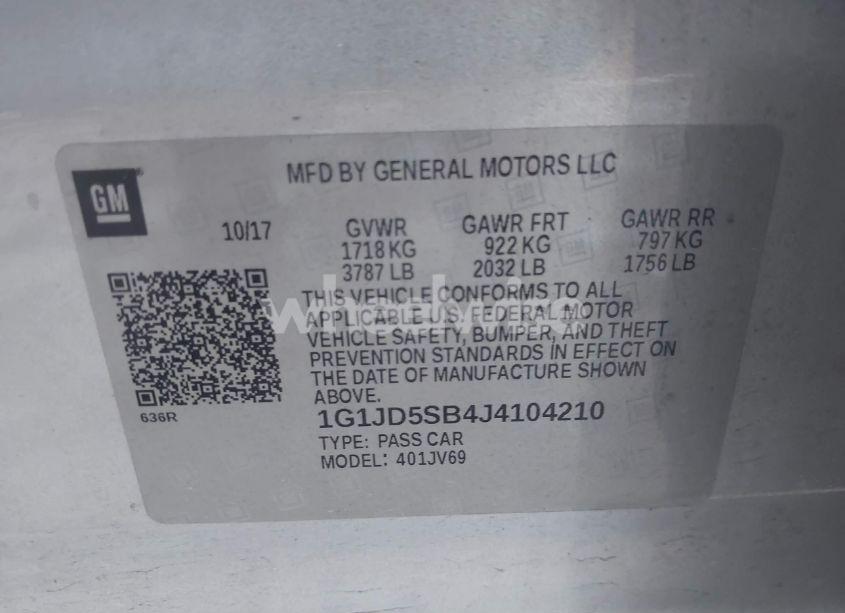 GM
MFD BY GENERAL MOTORS LLC
10/17
GVWR GAWR FRT GAWR RR
1718 KG 922 KG 797 KG
3787 LB 2032 LB 1756 LB
THIS VEHICLE CONFORMS TO ALL
APPLICABLE U.S. FEDERAL MOTOR
VEHICLE SAFETY, BUMPER, AND THEFT
PREVENTION STANDARDS IN EFFECT ON
THE DATE OF MANUFACTURE SHOWN
ABOVE.
636R
1G1JD5SB4J4104210
TYPE: PASS CAR
MODEL: 401JV69